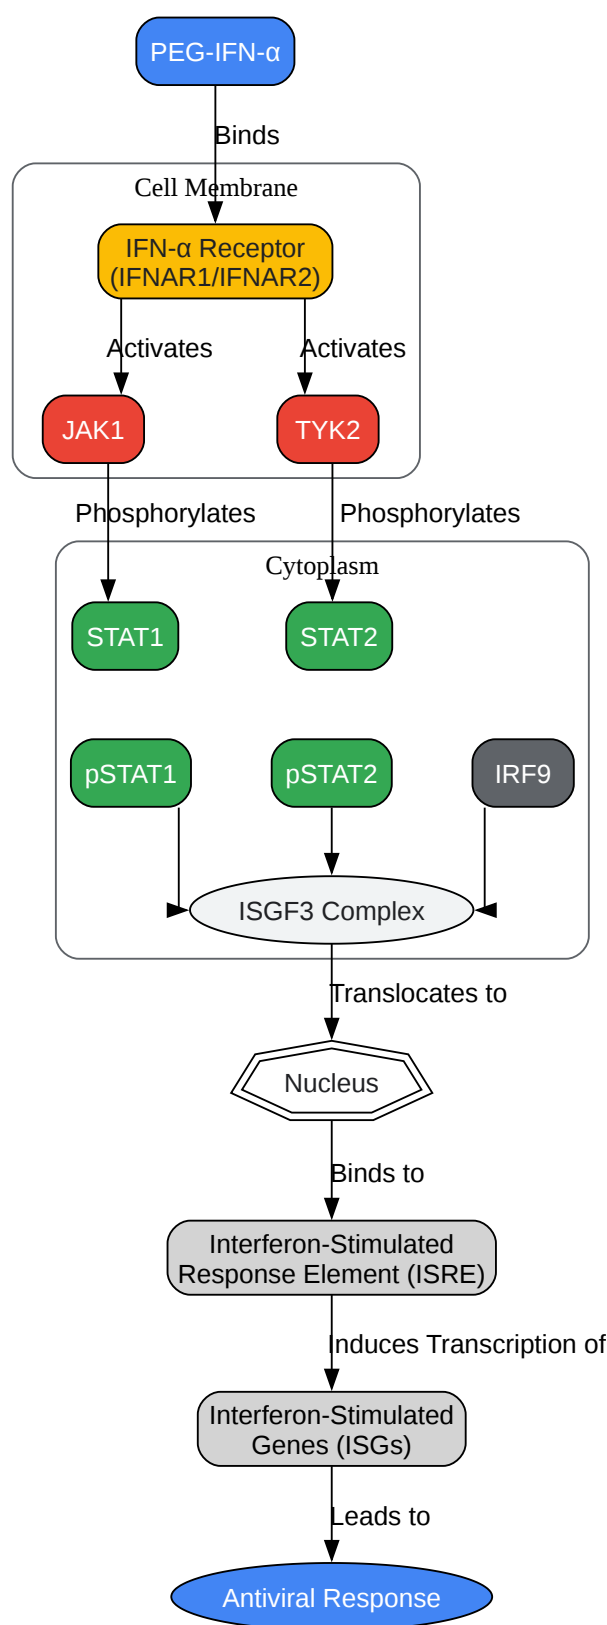 PEG-IFN-α
Binds
Cell Membrane
IFN-α Receptor
(IFNAR1/IFNAR2)
Activates
Activates
JAK1
TYK2
Phosphorylates
Phosphorylates
Cytoplasm
STAT1
STAT2
pSTAT1
pSTAT2
IRF9
ISGF3 Complex
Translocates to
Nucleus
Binds to
Interferon-Stimulated
Response Element (ISRE)
Induces Transcription of
Interferon-Stimulated
Genes (ISGs)
Leads to
Antiviral Response